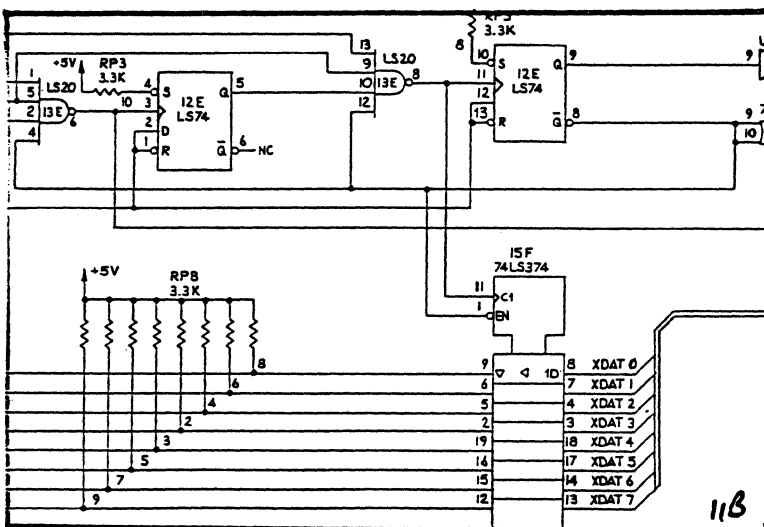 RP3
3.3K
+5V
RP3
3.3K
13
8
LS20
10
S
Q
9
9
1
LS20
9
8
5
4
S
Q
5
10
13E
11
12E
LS74
13E
10
3
12E
LS74
12
12
2
6
2
D
13
R
Q
8
9
4
1
R
Q
6
NC
10
15F
74LS374
+5V
RP8
3.3K
11
C1
1
EN
8
9
1D
8
XDAT 0
6
6
7
XDAT 1
4
5
4
XDAT 2
2
2
3
XDAT 3
3
19
18
XDAT 4
5
16
17
XDAT 5
7
15
14
XDAT 6
9
12
13
XDAT 7
11B